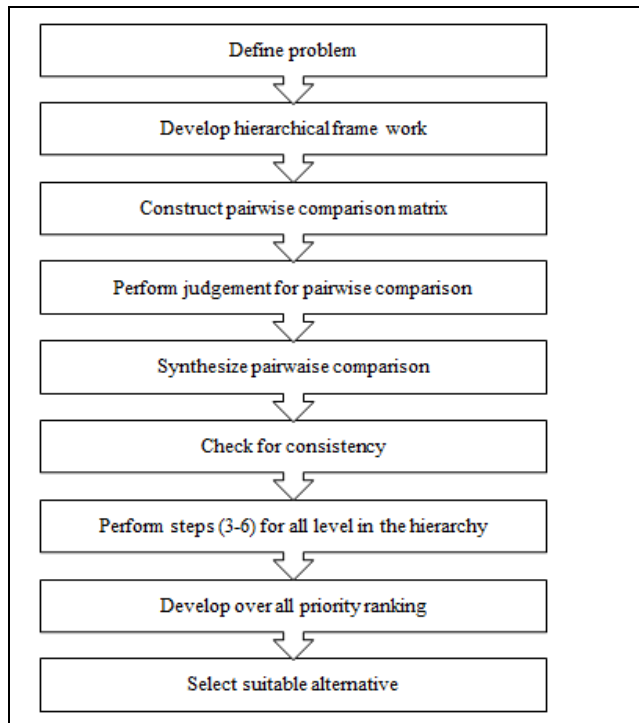 Define problem
Develop hierarchical frame work
Construct pairwise comparison matrix
Perform judgement for pairwise comparison
Synthesize pairwaise comparison
Check for consistency
Perform steps (3-6) for all level in the hierarchy
Develop over all priority ranking
Select suitable alternative